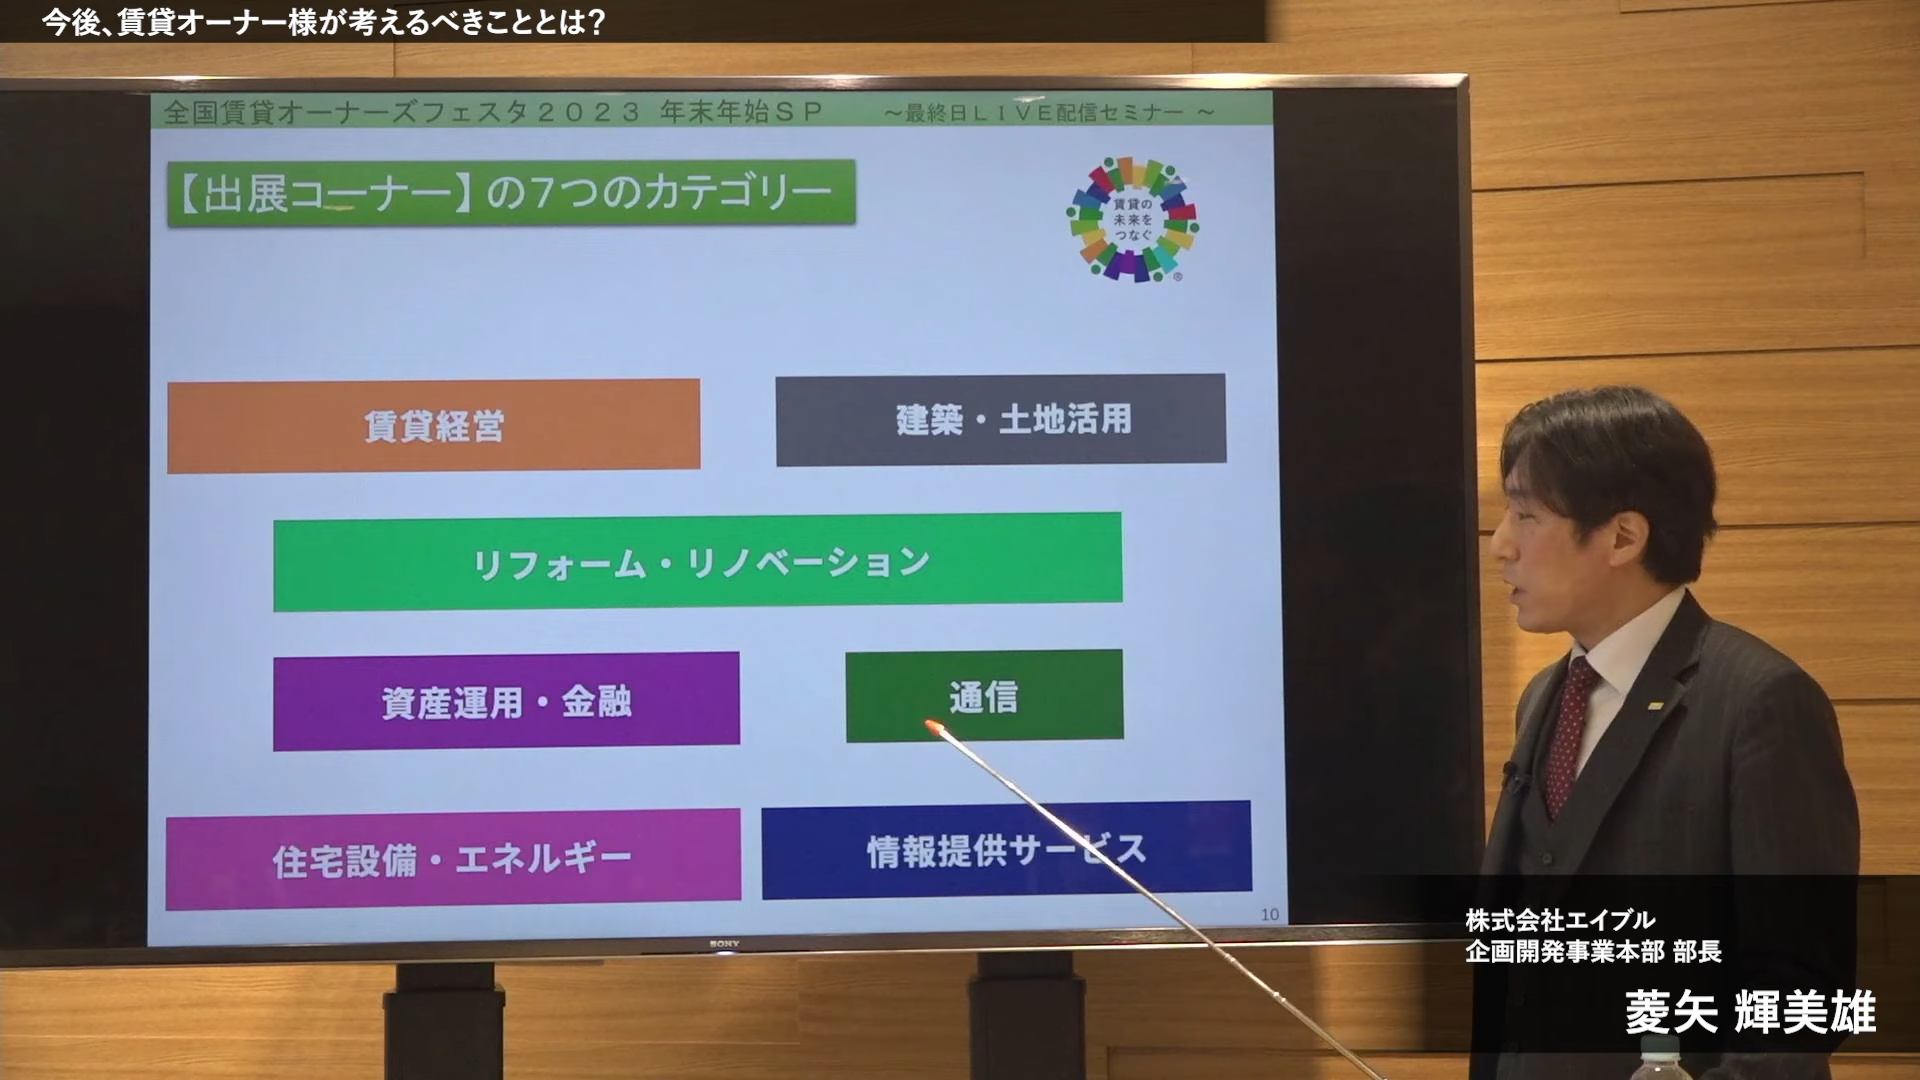 今後、賃貸オーナー様が考えるべきこととは?
全国賃貸オーナーズフェスタ2023 年末年始SP ～最終日LIVE配信セミナー ～
【出展コーナー】の7つのカテゴリー
賃貸の
未来を
つなぐ
®
賃貸経営
建築・土地活用
リフォーム・リノベーション
資産運用・金融
通信
住宅設備・エネルギー
情報提供サービス
10
SONY
株式会社エイブル
企画開発事業本部 部長
菱矢 輝美雄